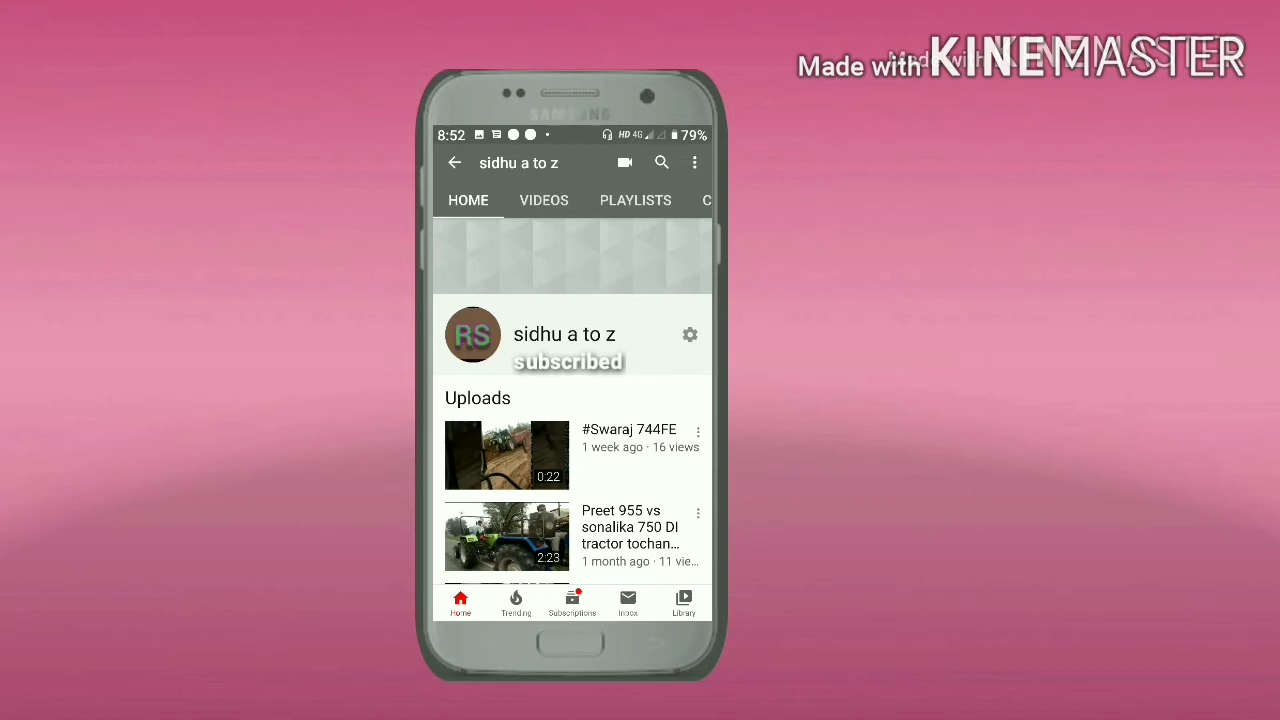 Made with KINEMASTER
SAMSUNG
8:52 HD 4G 79%
sidhu a to z
HOME VIDEOS PLAYLISTS C
RS
sidhu a to z
subscribed
Uploads
#Swaraj 744FE
1 week ago · 16 views
0:22
Preet 955 vs
sonalika 750 DI
tractor tochan...
1 month ago · 11 vie...
2:23
Home Trending Subscriptions Inbox Library